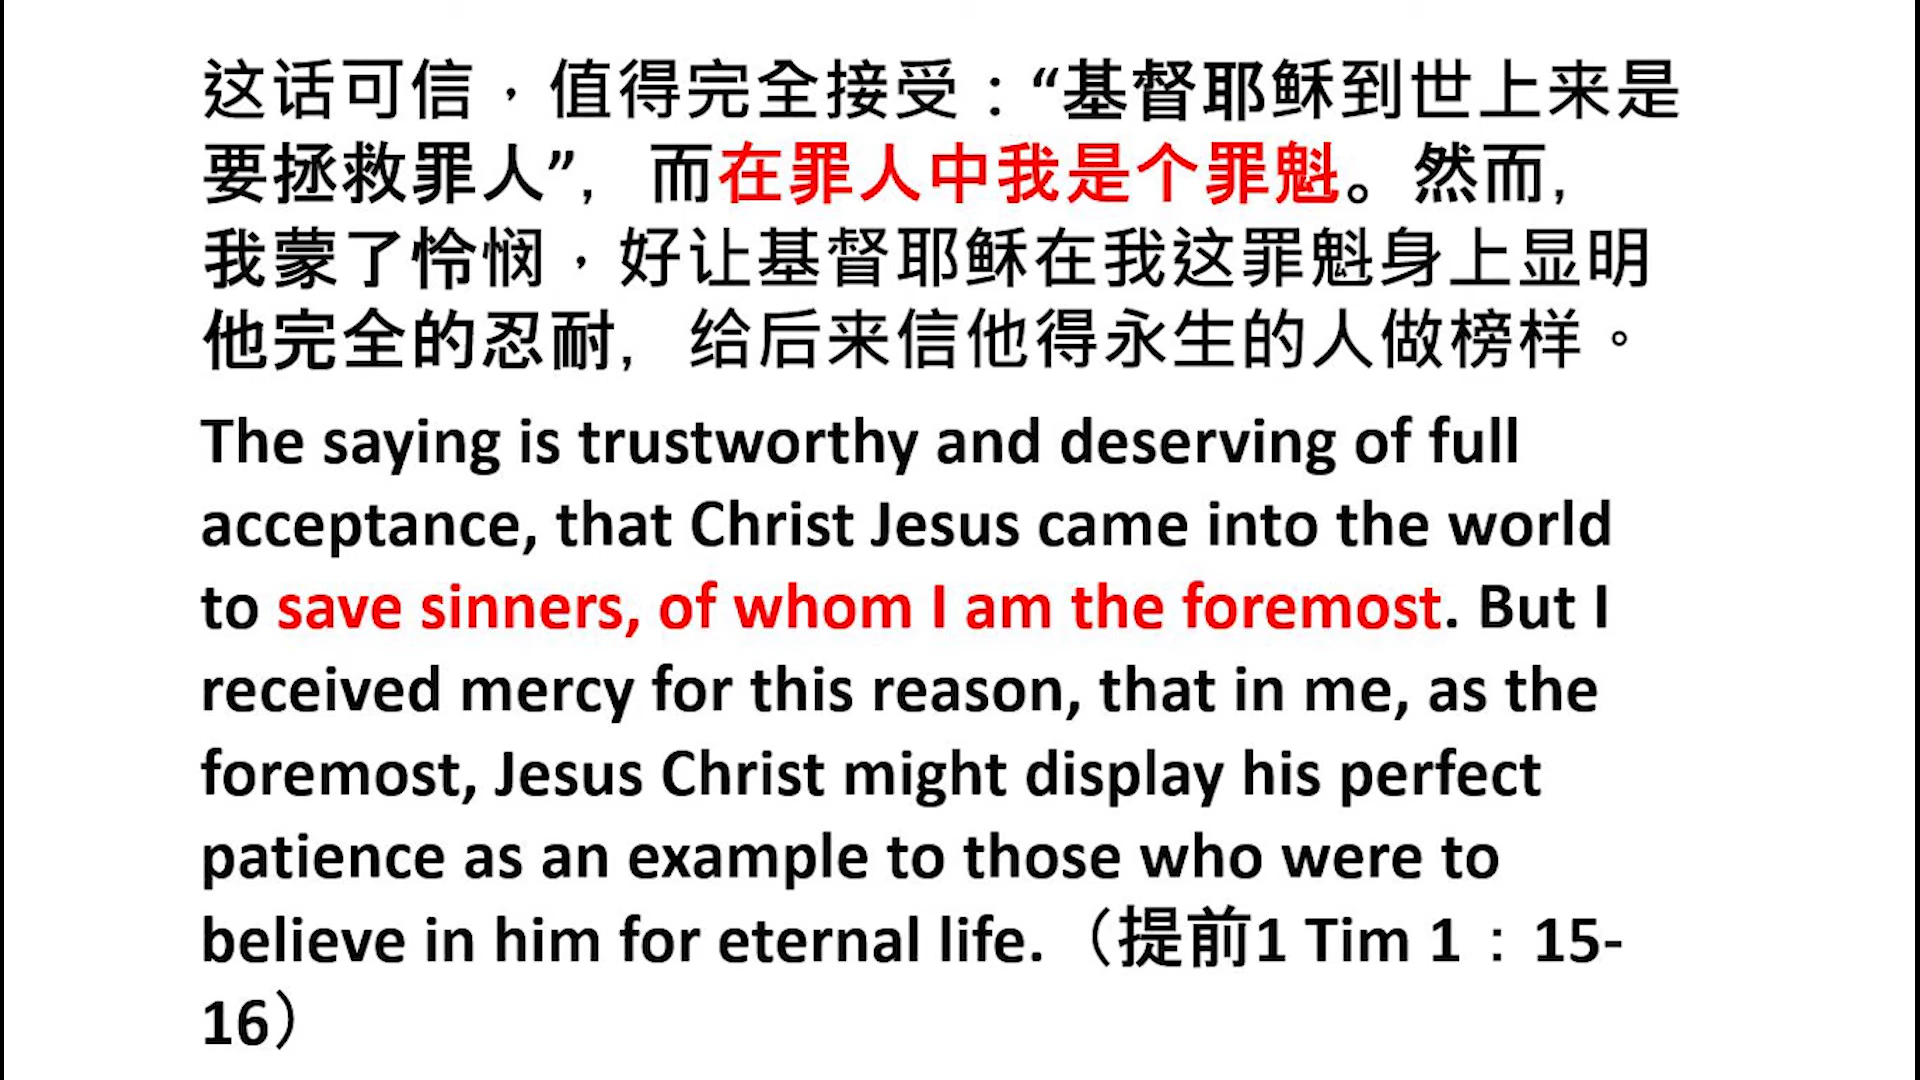 这话可信，值得完全接受：“基督耶稣到世上来是
要拯救罪人”，而在罪人中我是个罪魁。然而，
我蒙了怜悯，好让基督耶稣在我这罪魁身上显明
他完全的忍耐，给后来信他得永生的人做榜样。
The saying is trustworthy and deserving of full
acceptance, that Christ Jesus came into the world
to save sinners, of whom I am the foremost. But I
received mercy for this reason, that in me, as the
foremost, Jesus Christ might display his perfect
patience as an example to those who were to
believe in him for eternal life.（提前1 Tim 1：15-
16）